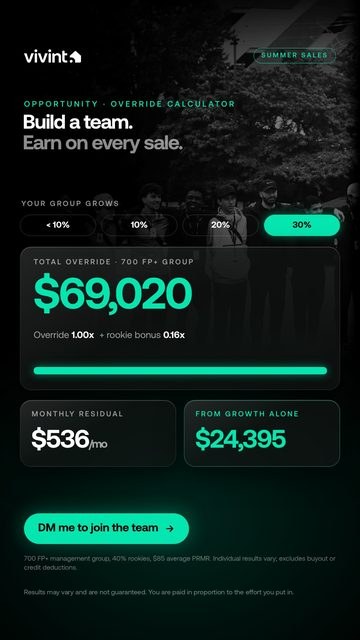 vivint
SUMMER SALES
OPPORTUNITY · OVERRIDE CALCULATOR
Build a team.
Earn on every sale.
YOUR GROUP GROWS
< 10%
10%
20%
30%
TOTAL OVERRIDE · 700 FP+ GROUP
$69,020
Override 1.00x + rookie bonus 0.16x
MONTHLY RESIDUAL
$536/mo
FROM GROWTH ALONE
$24,395
DM me to join the team →
700 FP+ management group, 40% rookies, $85 average PRMR. Individual results vary; excludes buyout or
credit deductions.
Results may vary and are not guaranteed. You are paid in proportion to the effort you put in.